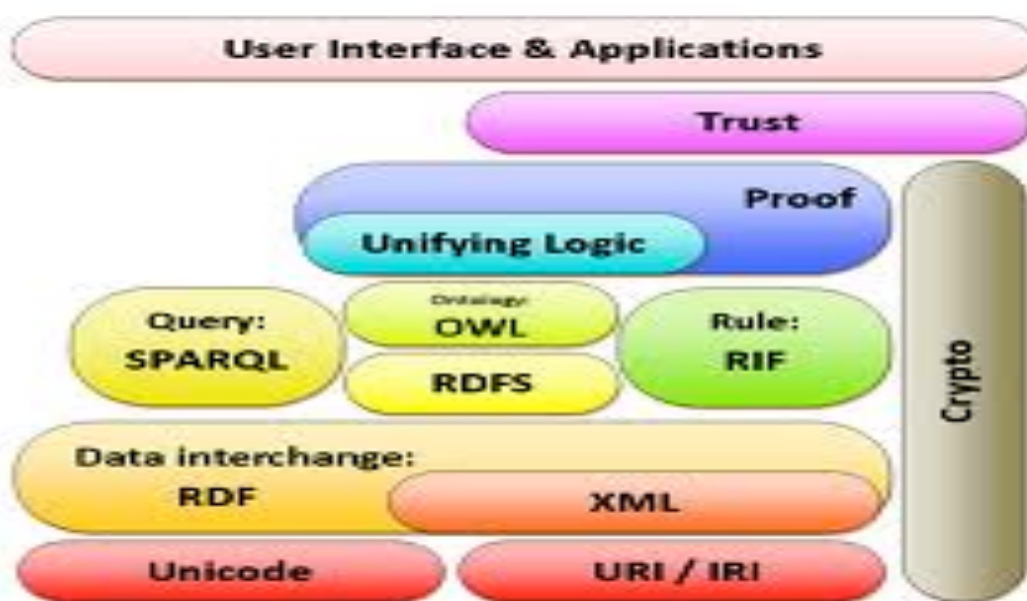 User Interface & Applications
Trust
Proof
Unifying Logic
Query:
SPARQL
Ontology:
OWL
RDFS
Rule:
RIF
Crypto
Data interchange:
RDF
XML
Unicode
URI / IRI